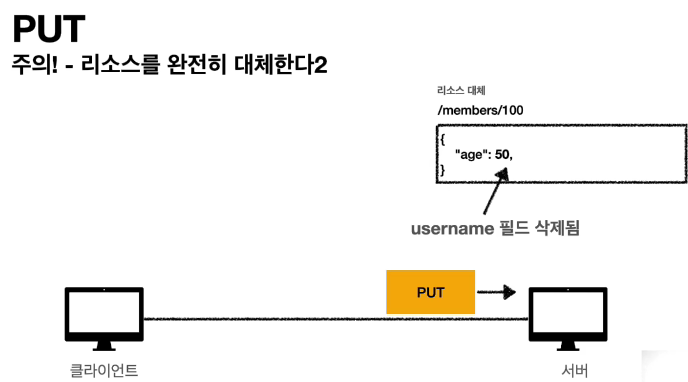 PUT
주의! - 리소스를 완전히 대체한다2
리소스 대체
/members/100
{
"age": 50,
}
username 필드 삭제됨
PUT
클라이언트
서버